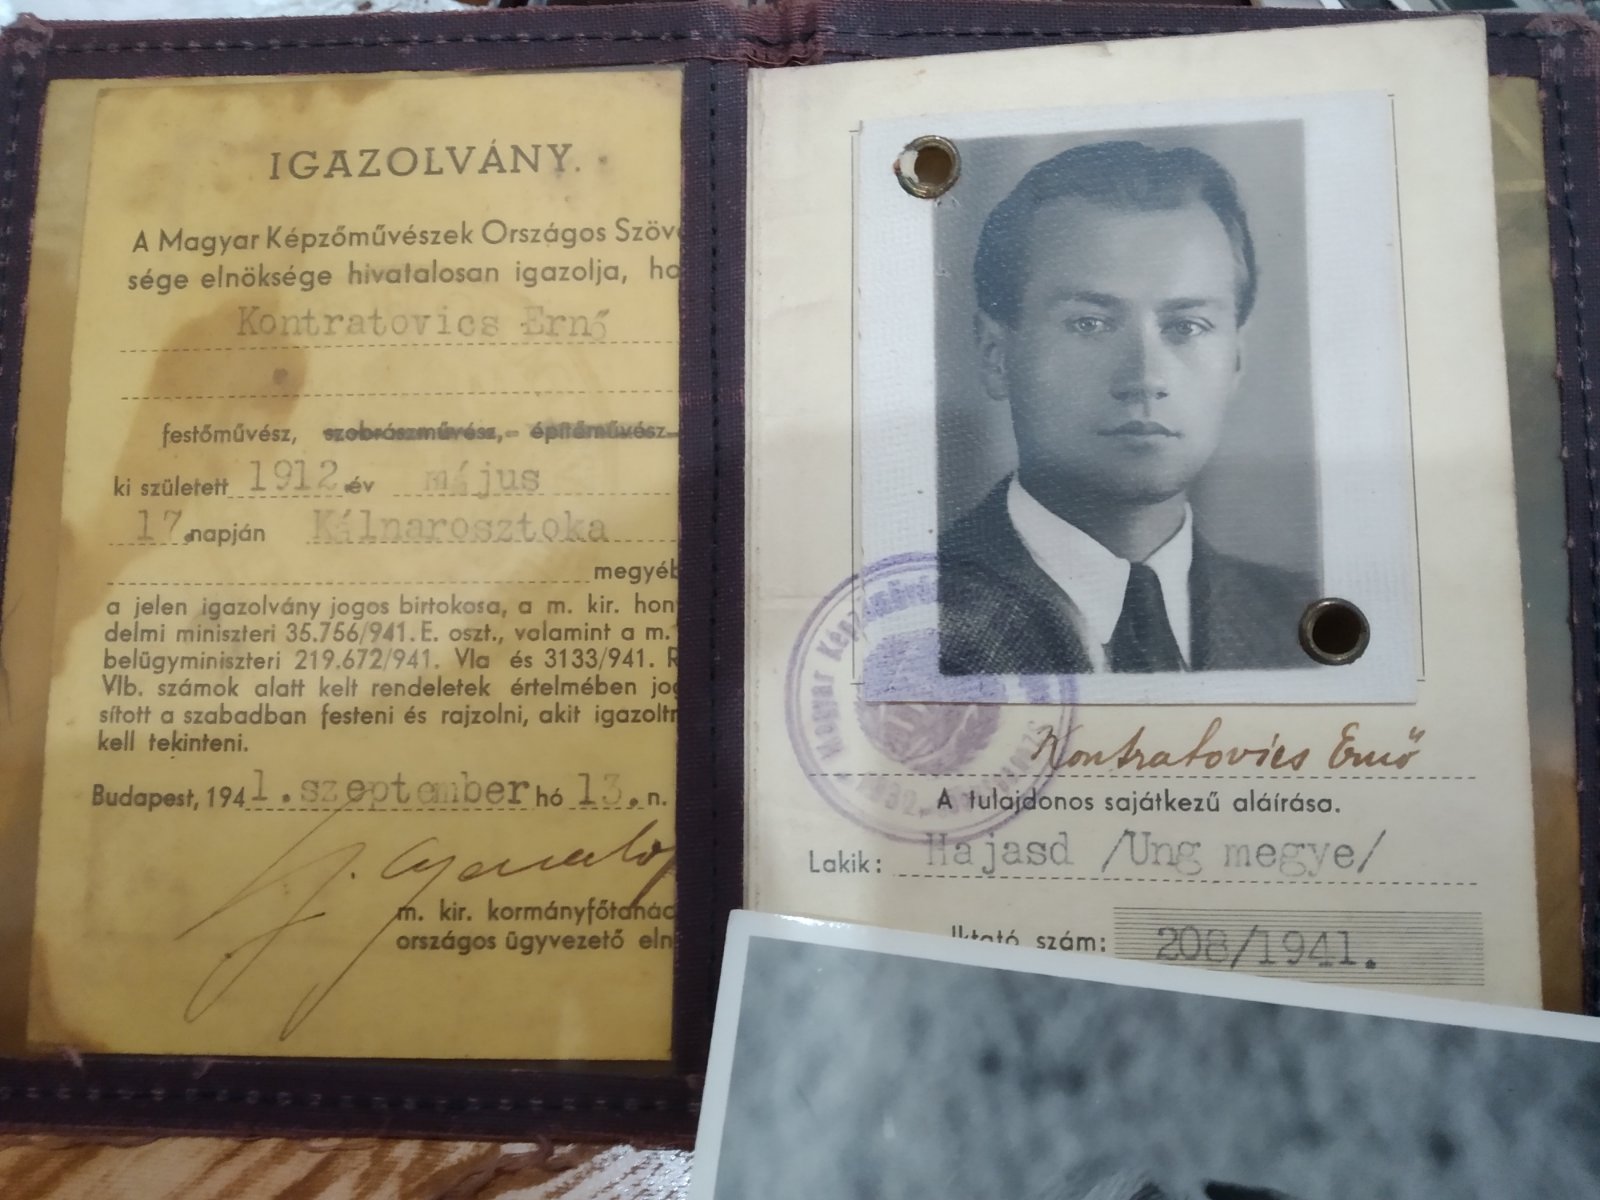 IGAZOLVÁNY.
A Magyar Képzőművészek Országos Szöv
sége elnöksége hivatalosan igazolja, ho
Kontratovics Ernő
festőművész, szobrászművész,- építőművész-
ki született 1912. év május
17. napján Kálnarosztoka
megyéb
a jelen igazolvány jogos birtokosa, a m. kir. hon
delmi miniszteri 35.756/941. E. oszt., valamint a m.
belügyminiszteri 219.672/941. VIa és 3133/941. R
VIb. számok alatt kelt rendeletek értelmében jog
sított a szabadban festeni és rajzolni, akit igazoltn
kell tekinteni.
Budapest, 1941. szeptember hó 13. n.
m. kir. kormányfőtanác
országos ügyvezető eln
Magyar
Kontratovics Ernő
A tulajdonos sajátkezű aláírása.
Lakik: Hajasd /Ung megye/
Iktató szám: 208/1941.